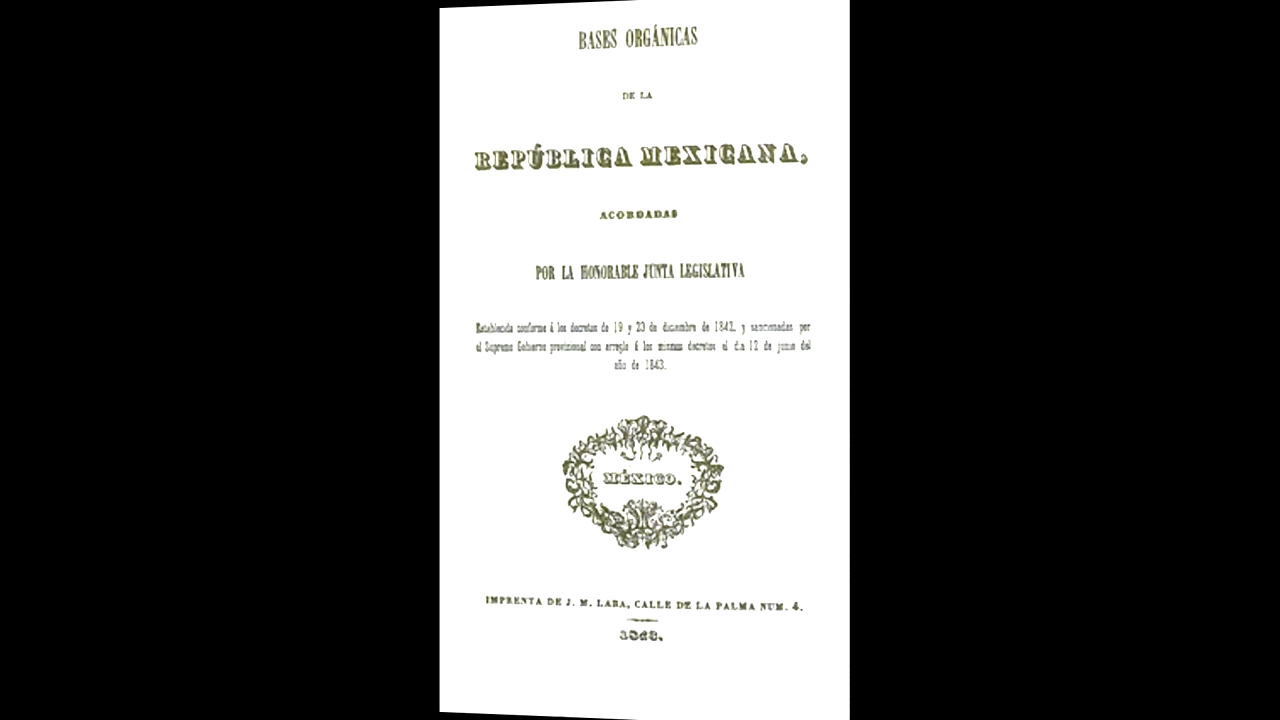 BASES ORGÁNICAS
DE LA
REPÚBLICA MEXICANA,
ACORDADAS
POR LA HONORABLE JUNTA LEGISLATIVA
Establecida conforme á los decretos de 19 y 23 de diciembre de 1842, y sancionadas por
el Supremo Gobierno provisional con arreglo á los mismos decretos el dia 12 de junio del
año de 1843.
MÉXICO.
IMPRENTA DE J. M. LARA, CALLE DE LA PALMA NUM. 4.
1843.